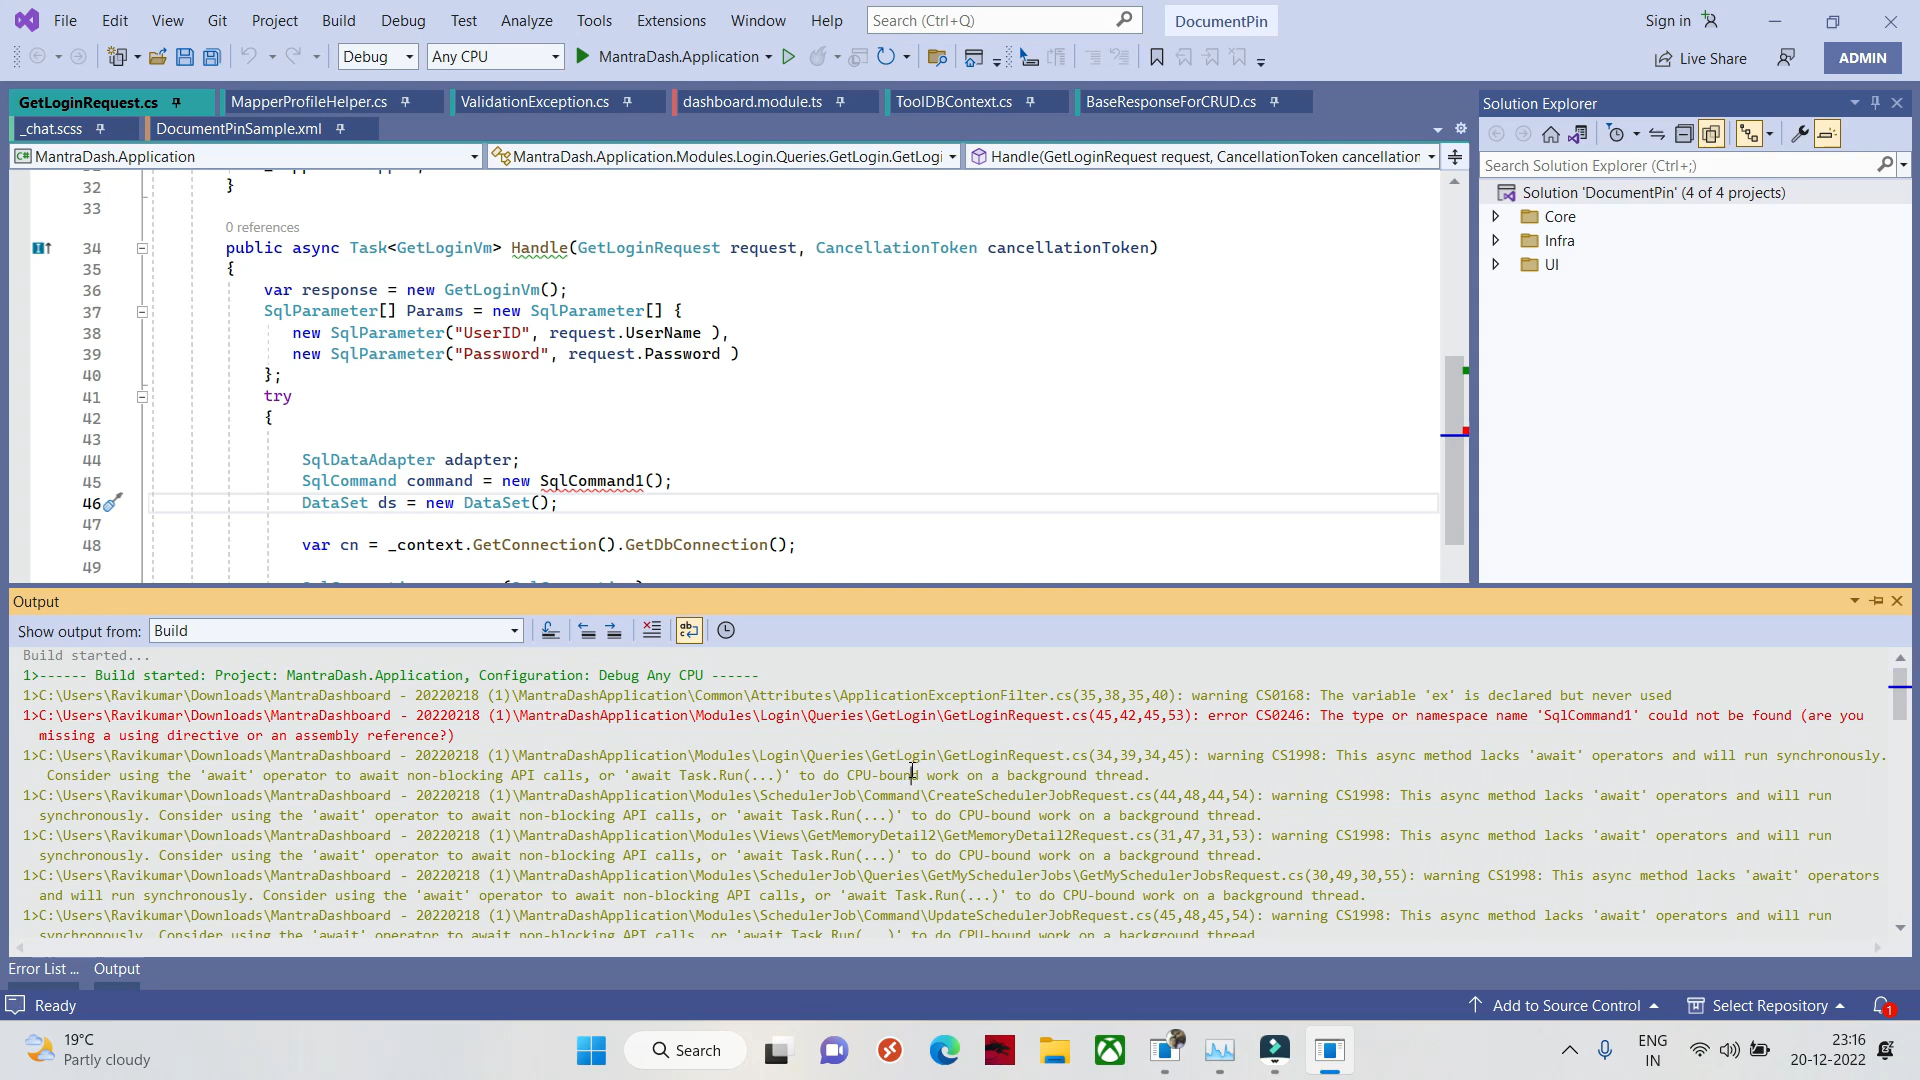 File Edit View Git Project Build Debug Test Analyze Tools Extensions Window Help Search (Ctrl+Q) DocumentPin Sign in
Debug Any CPU MantraDash.Application Live Share ADMIN
GetLoginRequest.cs MapperProfileHelper.cs ValidationException.cs dashboard.module.ts ToolDBContext.cs BaseResponseForCRUD.cs
_chat.scss DocumentPinSample.xml
MantraDash.Application MantraDash.Application.Modules.Login.Queries.GetLogin.GetLogi Handle(GetLoginRequest request, CancellationToken cancellation
32 }
33
0 references
34 public async Task<GetLoginVm> Handle(GetLoginRequest request, CancellationToken cancellationToken)
35 {
36 var response = new GetLoginVm();
37 SqlParameter[] Params = new SqlParameter[] {
38 new SqlParameter("UserID", request.UserName ),
39 new SqlParameter("Password", request.Password )
40 };
41 try
42 {
43
44 SqlDataAdapter adapter;
45 SqlCommand command = new SqlCommand1();
46 DataSet ds = new DataSet();
47
48 var cn = _context.GetConnection().GetDbConnection();
49
Solution Explorer
Search Solution Explorer (Ctrl+;)
Solution 'DocumentPin' (4 of 4 projects)
Core
Infra
UI
Output
Show output from: Build
Build started...
1>------ Build started: Project: MantraDash.Application, Configuration: Debug Any CPU ------
1>C:\Users\Ravikumar\Downloads\MantraDashboard - 20220218 (1)\MantraDashApplication\Common\Attributes\ApplicationExceptionFilter.cs(35,38,35,40): warning CS0168: The variable 'ex' is declared but never used
1>C:\Users\Ravikumar\Downloads\MantraDashboard - 20220218 (1)\MantraDashApplication\Modules\Login\Queries\GetLogin\GetLoginRequest.cs(45,42,45,53): error CS0246: The type or namespace name 'SqlCommand1' could not be found (are you
missing a using directive or an assembly reference?)
1>C:\Users\Ravikumar\Downloads\MantraDashboard - 20220218 (1)\MantraDashApplication\Modules\Login\Queries\GetLogin\GetLoginRequest.cs(34,39,34,45): warning CS1998: This async method lacks 'await' operators and will run synchronously.
Consider using the 'await' operator to await non-blocking API calls, or 'await Task.Run(...)' to do CPU-bound work on a background thread.
1>C:\Users\Ravikumar\Downloads\MantraDashboard - 20220218 (1)\MantraDashApplication\Modules\SchedulerJob\Command\CreateSchedulerJobRequest.cs(44,48,44,54): warning CS1998: This async method lacks 'await' operators and will run
synchronously. Consider using the 'await' operator to await non-blocking API calls, or 'await Task.Run(...)' to do CPU-bound work on a background thread.
1>C:\Users\Ravikumar\Downloads\MantraDashboard - 20220218 (1)\MantraDashApplication\Modules\Views\GetMemoryDetail2\GetMemoryDetail2Request.cs(31,47,31,53): warning CS1998: This async method lacks 'await' operators and will run
synchronously. Consider using the 'await' operator to await non-blocking API calls, or 'await Task.Run(...)' to do CPU-bound work on a background thread.
1>C:\Users\Ravikumar\Downloads\MantraDashboard - 20220218 (1)\MantraDashApplication\Modules\SchedulerJob\Queries\GetMySchedulerJobs\GetMySchedulerJobsRequest.cs(30,49,30,55): warning CS1998: This async method lacks 'await' operators
and will run synchronously. Consider using the 'await' operator to await non-blocking API calls, or 'await Task.Run(...)' to do CPU-bound work on a background thread.
1>C:\Users\Ravikumar\Downloads\MantraDashboard - 20220218 (1)\MantraDashApplication\Modules\SchedulerJob\Command\UpdateSchedulerJobRequest.cs(45,48,45,54): warning CS1998: This async method lacks 'await' operators and will run
synchronously. Consider using the 'await' operator to await non-blocking API calls, or 'await Task.Run(...)' to do CPU-bound work on a background thread.
Error List ... Output
Ready Add to Source Control Select Repository 1
19°C
Partly cloudy
Search
ENG
IN
23:16
20-12-2022